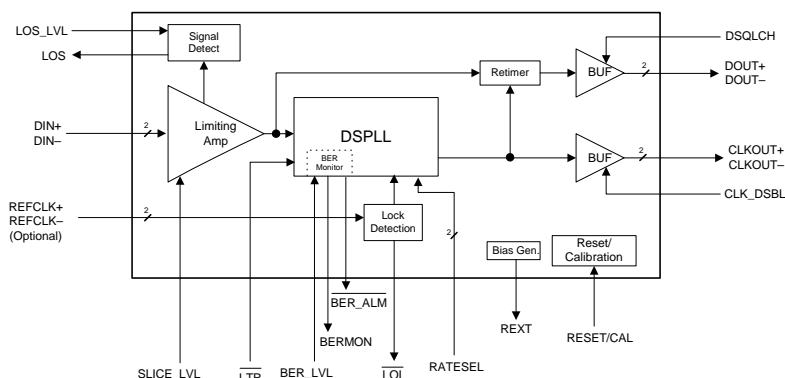 LOS_LVL
LOS
Signal
Detect
DSQLCH
DIN+
DIN–
2
Limiting
Amp
DSPLL
BER
Monitor
Retimer
BUF
2
DOUT+
DOUT–
BUF
2
CLKOUT+
CLKOUT–
CLK_DSBL
REFCLK+
REFCLK–
(Optional)
2
Lock
Detection
2
Bias Gen.
Reset/
Calibration
BER_ALM
BERMON
REXT
RESET/CAL
SLICE_LVL
LTR
BER_LVL
LOL
RATESEL